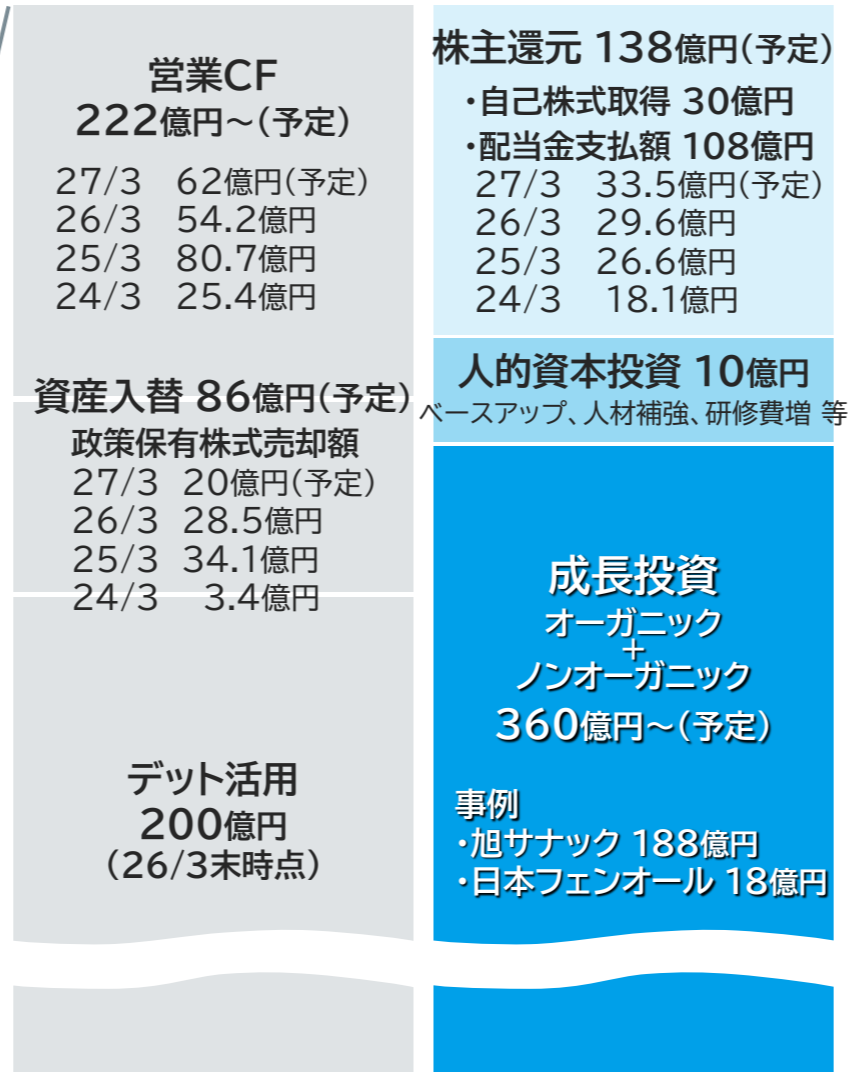 営業CF
222億円~(予定)
27/3 62億円(予定)
26/3 54.2億円
25/3 80.7億円
24/3 25.4億円
資産入替 86億円(予定)
政策保有株式売却額
27/3 20億円(予定)
26/3 28.5億円
25/3 34.1億円
24/3 3.4億円
デット活用
200億円
(26/3末時点)
株主還元 138億円(予定)
・自己株式取得 30億円
・配当金支払額 108億円
27/3 33.5億円(予定)
26/3 29.6億円
25/3 26.6億円
24/3 18.1億円
人的資本投資 10億円
ベースアップ、人材補強、研修費増 等
成長投資
オーガニック
+
ノンオーガニック
360億円~(予定)
事例
・旭サナック 188億円
・日本フェンオール 18億円